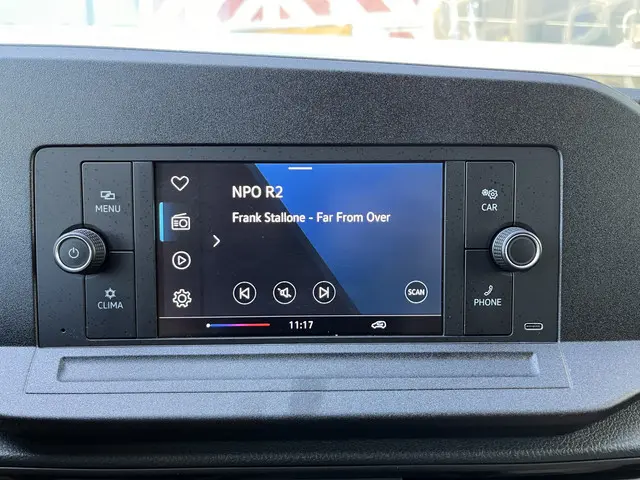 MENU
CLIMA
NPO R2
Frank Stallone - Far From Over
SCAN
11:17
CAR
PHONE